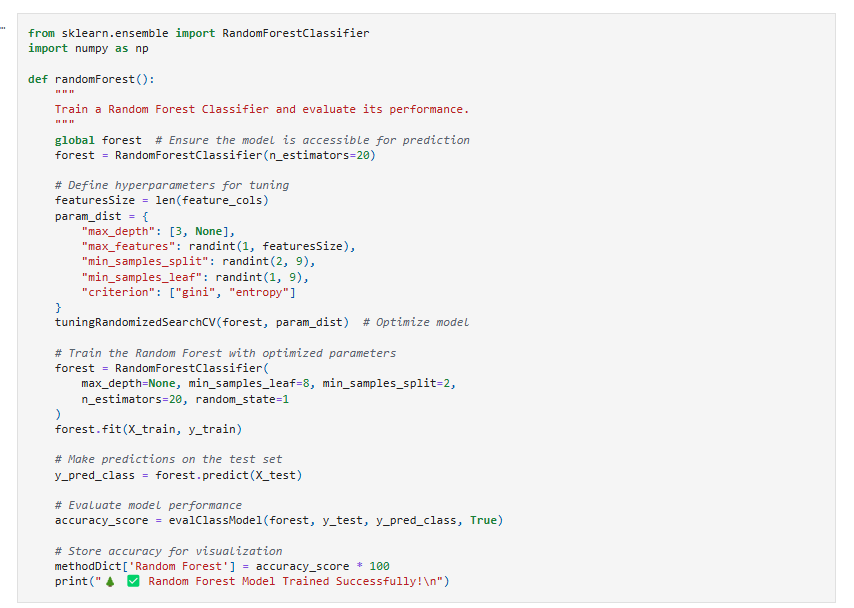 from sklearn.ensemble import RandomForestClassifier
import numpy as np

def randomForest():
    """
    Train a Random Forest Classifier and evaluate its performance.
    """
    global forest  # Ensure the model is accessible for prediction
    forest = RandomForestClassifier(n_estimators=20)

    # Define hyperparameters for tuning
    featuresSize = len(feature_cols)
    param_dist = {
        "max_depth": [3, None],
        "max_features": randint(1, featuresSize),
        "min_samples_split": randint(2, 9),
        "min_samples_leaf": randint(1, 9),
        "criterion": ["gini", "entropy"]
    }
    tuningRandomizedSearchCV(forest, param_dist)  # Optimize model

    # Train the Random Forest with optimized parameters
    forest = RandomForestClassifier(
        max_depth=None, min_samples_leaf=8, min_samples_split=2,
        n_estimators=20, random_state=1
    )
    forest.fit(X_train, y_train)

    # Make predictions on the test set
    y_pred_class = forest.predict(X_test)

    # Evaluate model performance
    accuracy_score = evalClassModel(forest, y_test, y_pred_class, True)

    # Store accuracy for visualization
    methodDict['Random Forest'] = accuracy_score * 100
    print("🌲 ✅ Random Forest Model Trained Successfully!\n")